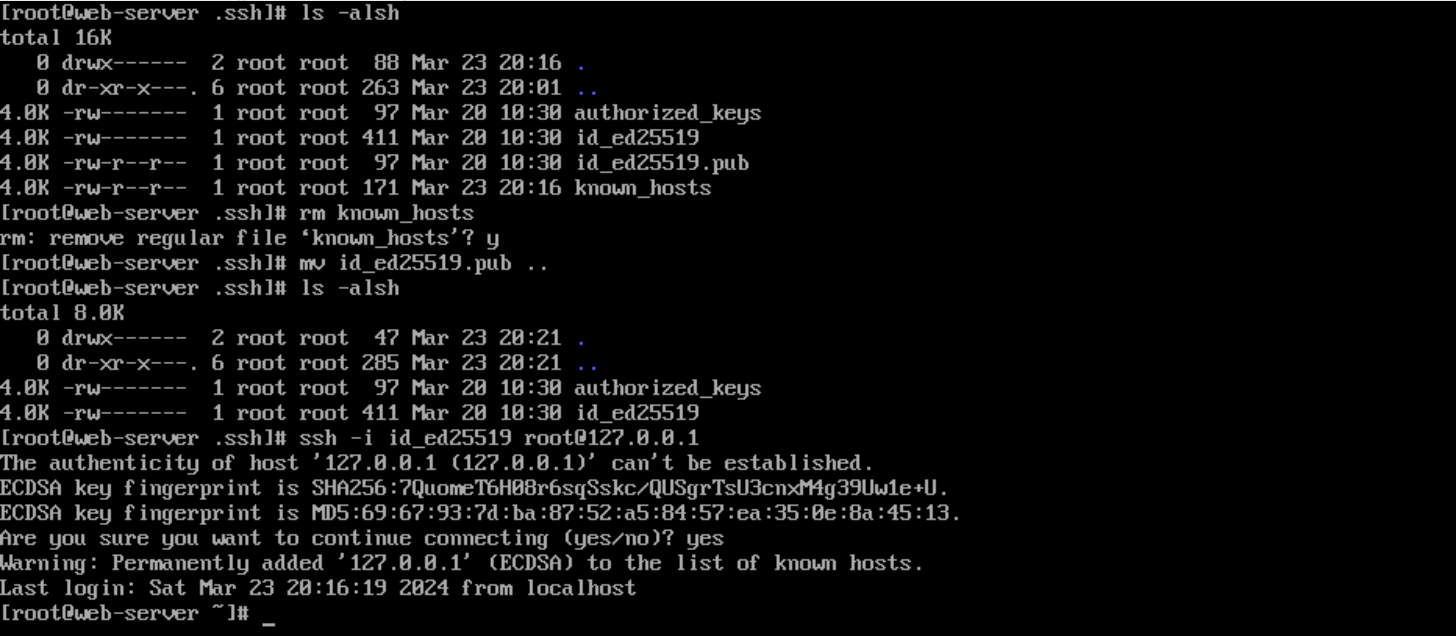 [root@web-server .ssh]# ls -alsh
total 16K
   0 drwx------  2 root root  88 Mar 23 20:16 .
   0 dr-xr-x---. 6 root root 263 Mar 23 20:01 ..
4.0K -rw-------  1 root root  97 Mar 20 10:30 authorized_keys
4.0K -rw-------  1 root root 411 Mar 20 10:30 id_ed25519
4.0K -rw-r--r--  1 root root  97 Mar 20 10:30 id_ed25519.pub
4.0K -rw-r--r--  1 root root 171 Mar 23 20:16 known_hosts
[root@web-server .ssh]# rm known_hosts
rm: remove regular file ‘known_hosts’? y
[root@web-server .ssh]# mv id_ed25519.pub ..
[root@web-server .ssh]# ls -alsh
total 8.0K
   0 drwx------  2 root root  47 Mar 23 20:21 .
   0 dr-xr-x---. 6 root root 285 Mar 23 20:21 ..
4.0K -rw-------  1 root root  97 Mar 20 10:30 authorized_keys
4.0K -rw-------  1 root root 411 Mar 20 10:30 id_ed25519
[root@web-server .ssh]# ssh -i id_ed25519 root@127.0.0.1
The authenticity of host '127.0.0.1 (127.0.0.1)' can't be established.
ECDSA key fingerprint is SHA256:7QuomeT6H08r6sqSskc/QUSgrTsU3cnxM4g39Uw1e+U.
ECDSA key fingerprint is MD5:69:67:93:7d:ba:87:52:a5:84:57:ea:35:0e:8a:45:13.
Are you sure you want to continue connecting (yes/no)? yes
Warning: Permanently added '127.0.0.1' (ECDSA) to the list of known hosts.
Last login: Sat Mar 23 20:16:19 2024 from localhost
[root@web-server ~]# _